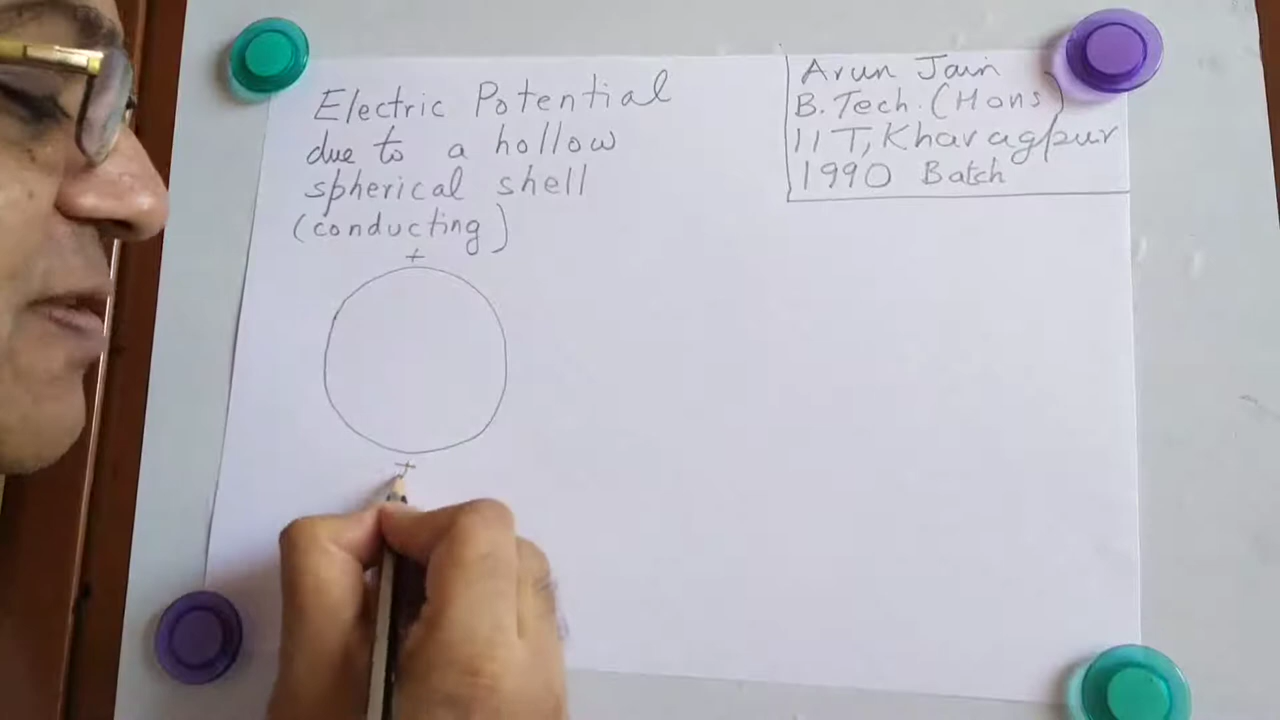 Electric Potential
due to a hollow
spherical shell
(conducting)
Arun Jain
B.Tech. (Hons)
IIT, Kharagpur
1990 Batch
+
+